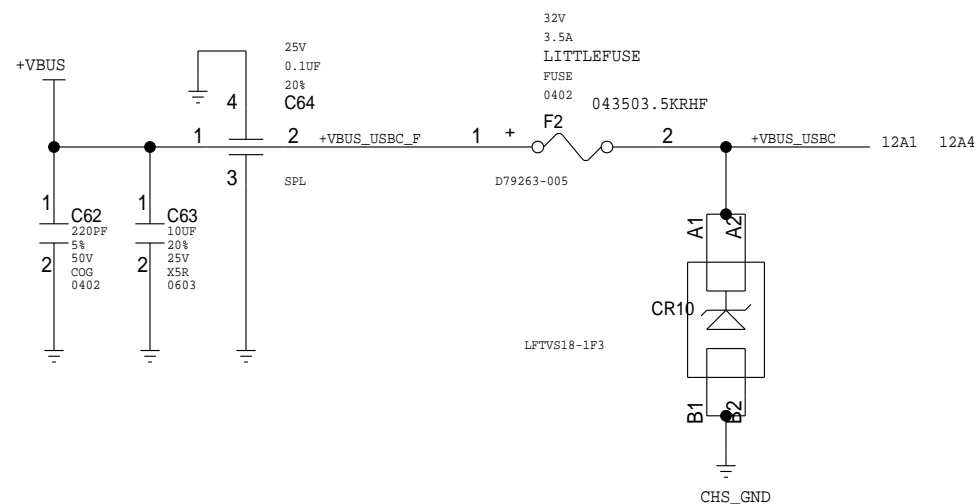 32V
3.5A
LITTLEFUSE
FUSE
0402
043503.5KRHF
25V
0.1UF
20%
C64
+VBUS
4
1
2
+VBUS_USBC_F
1
+
F2
2
+VBUS_USBC
12A1 12A4
3
SPL
D79263-005
1
C62
220PF
5%
50V
COG
0402
2
1
C63
10UF
20%
25V
X5R
0603
2
A1
A2
CR10
LFTVS18-1F3
B1
B2
CHS_GND